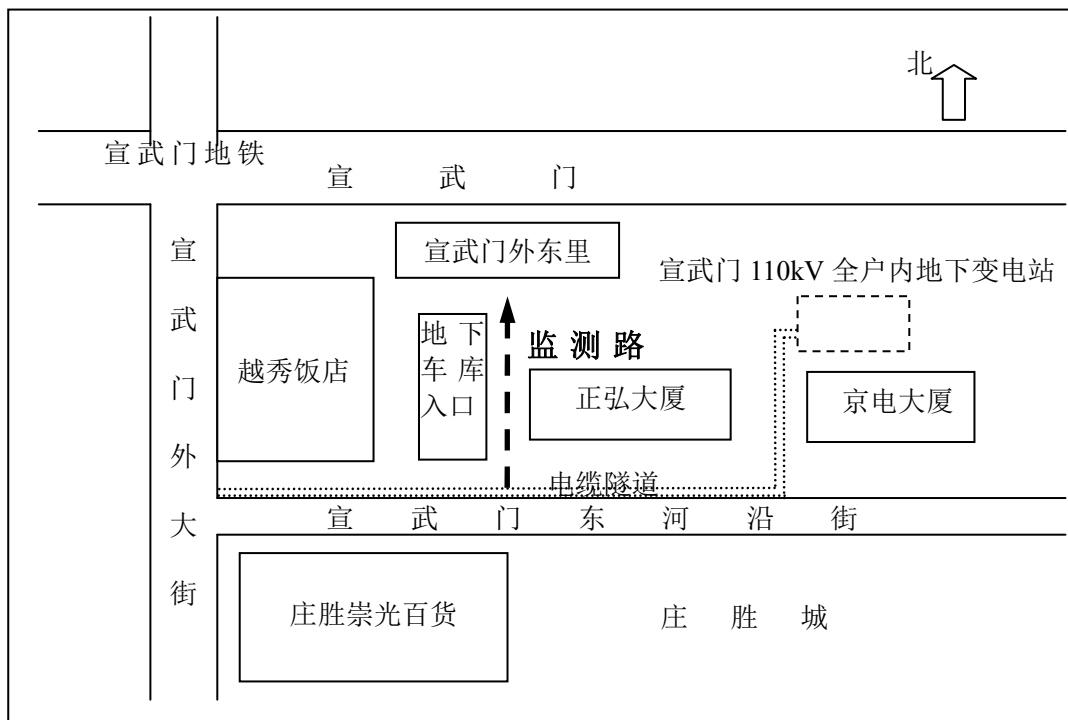 北
宣武门地铁
宣武门
宣武门外大街
宣武门外东里
宣武门 110kV 全户内地下变电站
地下
车库
入口
监测路
越秀饭店
正弘大厦
京电大厦
电缆隧道
宣武门东河沿街
庄胜崇光百货
庄胜城